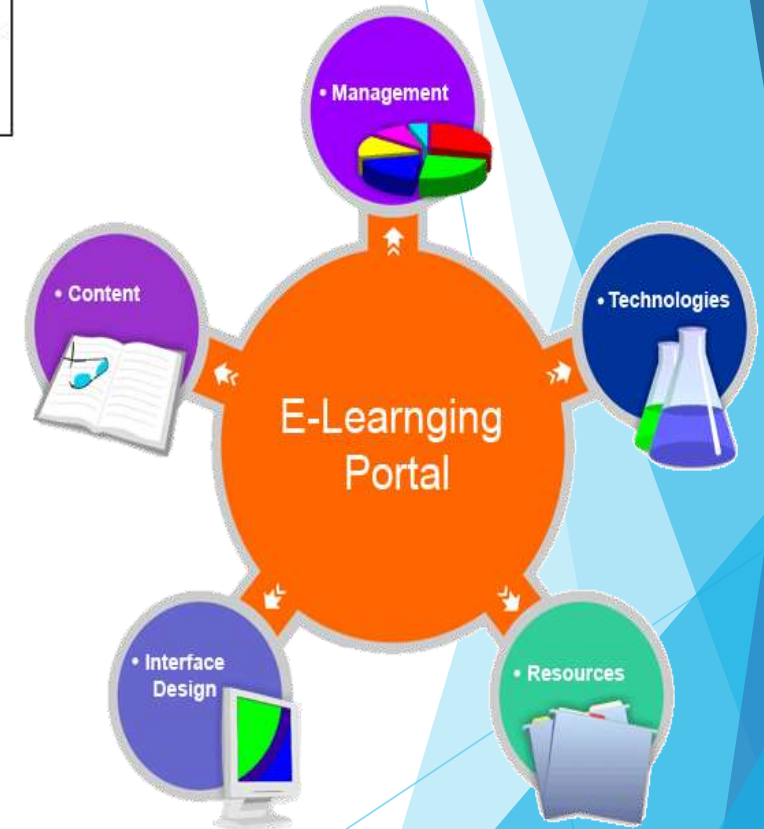 • Management
• Content
• Technologies
E-Learnging
Portal
• Interface
Design
• Resources